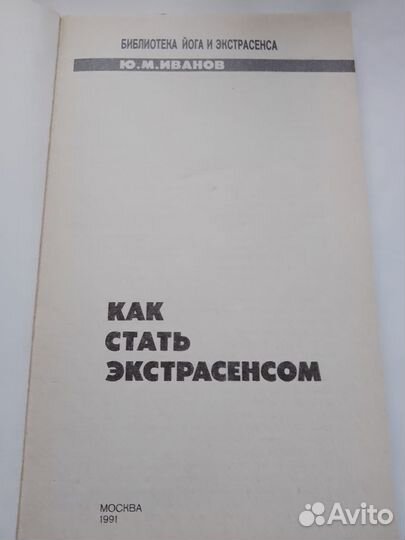 БИБЛИОТЕКА ЙОГА И ЭКСТРАСЕНСА
Ю.М.ИВАНОВ
КАК
СТАТЬ
ЭКСТРАСЕНСОМ
МОСКВА
1991
Avito